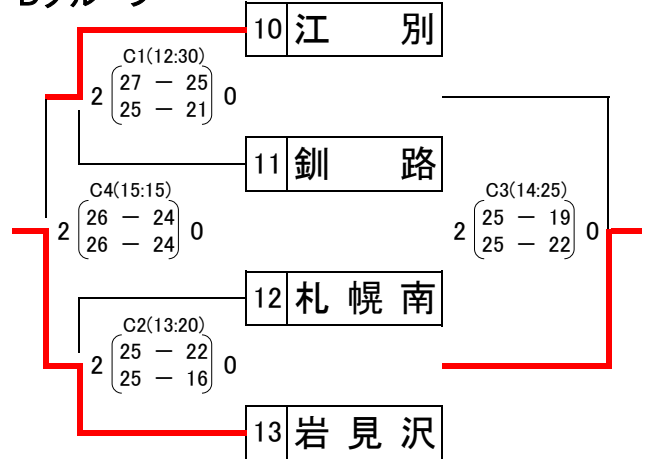 10 江 別
C1(12:30)
2 27 － 25 0
25 － 21
11 釧 路
C4(15:15)
2 26 － 24 0
26 － 24
C3(14:25)
2 25 － 19 0
25 － 22
12 札 幌 南
C2(13:20)
2 25 － 22 0
25 － 16
13 岩 見 沢